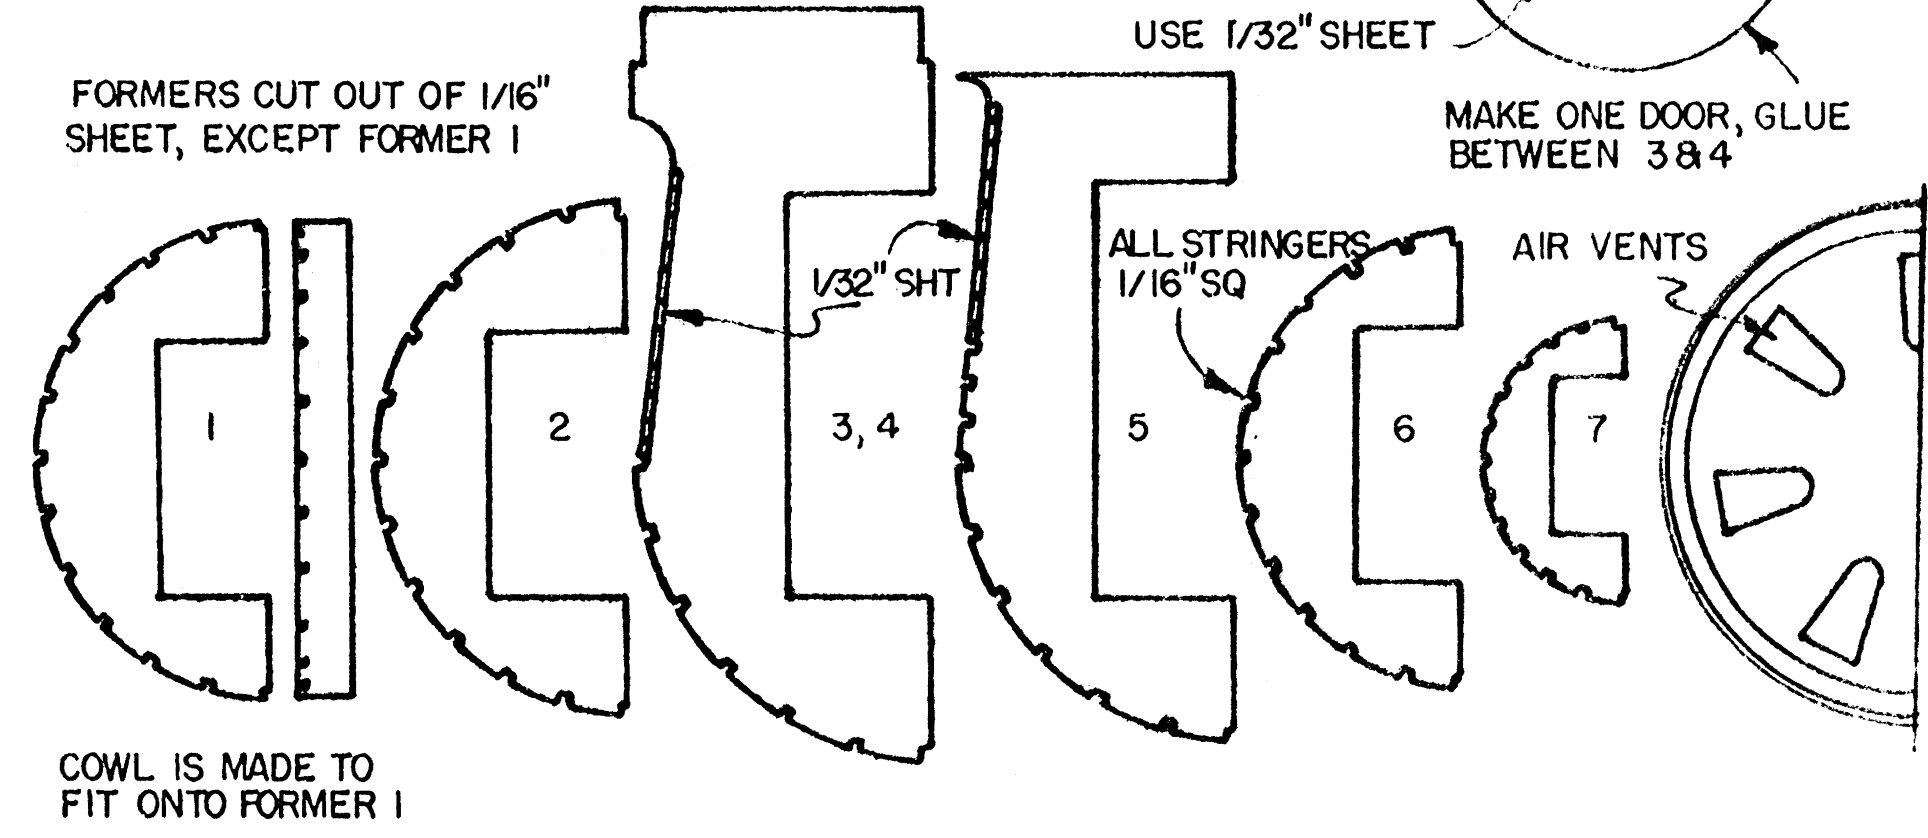 USE 1/32" SHEET
FORMERS CUT OUT OF 1/16"
SHEET, EXCEPT FORMER 1
MAKE ONE DOOR, GLUE
BETWEEN 3&4
1/32" SHT
ALL STRINGERS
1/16" SQ
AIR VENTS
1
2
3, 4
5
6
7
COWL IS MADE TO
FIT ONTO FORMER 1